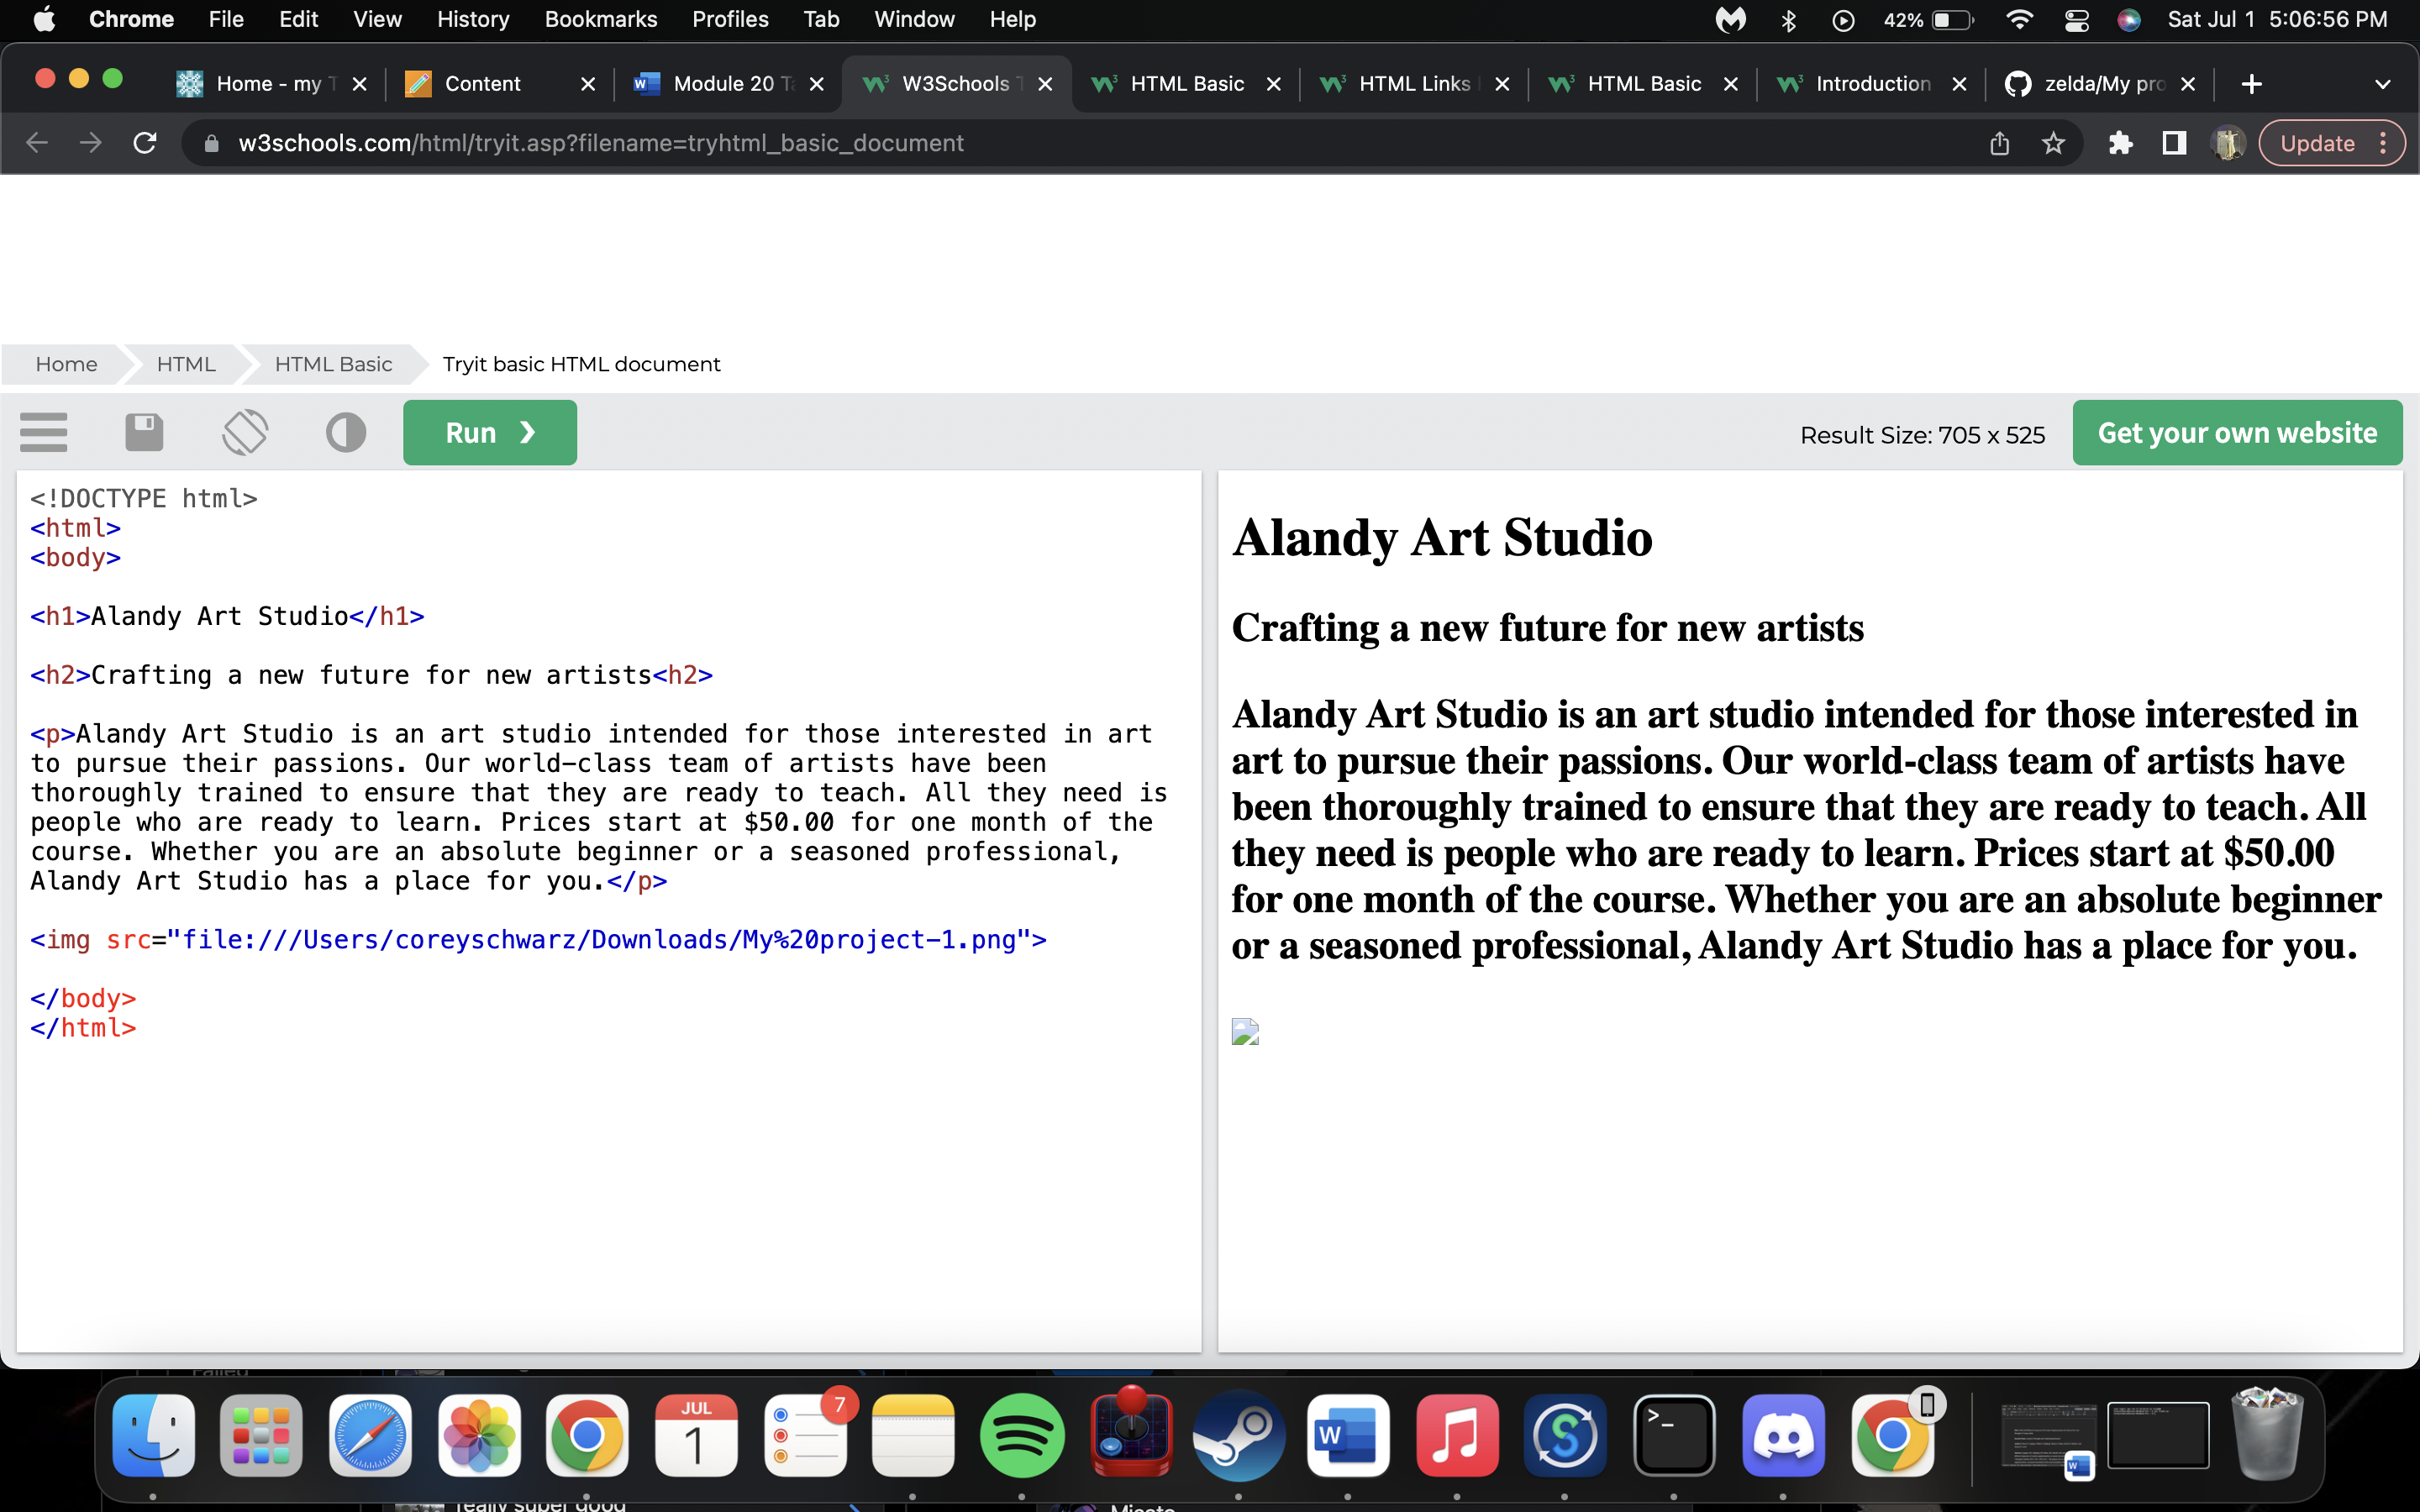 Chrome File Edit View History Bookmarks Profiles Tab Window Help 42% Sat Jul 1 5:06:56 PM
Home - my T Content Module 20 Ta W3Schools T HTML Basic HTML Links HTML Basic Introduction zelda/My pro
w3schools.com/html/tryit.asp?filename=tryhtml_basic_document Update
Home HTML HTML Basic Tryit basic HTML document
Run ❯ Result Size: 705 x 525 Get your own website
<!DOCTYPE html>
<html>
<body>
<h1>Alandy Art Studio</h1>
<h2>Crafting a new future for new artists<h2>
<p>Alandy Art Studio is an art studio intended for those interested in art
to pursue their passions. Our world-class team of artists have been
thoroughly trained to ensure that they are ready to teach. All they need is
people who are ready to learn. Prices start at $50.00 for one month of the
course. Whether you are an absolute beginner or a seasoned professional,
Alandy Art Studio has a place for you.</p>
<img src="file:///Users/coreyschwarz/Downloads/My%20project-1.png">
</body>
</html>
Alandy Art Studio
Crafting a new future for new artists
Alandy Art Studio is an art studio intended for those interested in
art to pursue their passions. Our world-class team of artists have
been thoroughly trained to ensure that they are ready to teach. All
they need is people who are ready to learn. Prices start at $50.00
for one month of the course. Whether you are an absolute beginner
or a seasoned professional, Alandy Art Studio has a place for you.
Failed
JUL
1
7
W
S
>_
W
really super good